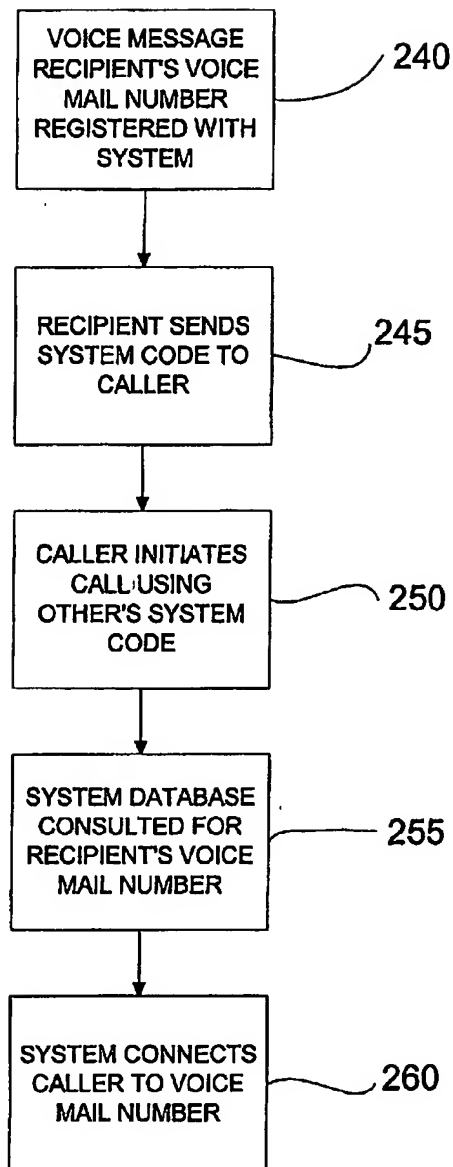 VOICE MESSAGE
RECIPIENT'S VOICE
MAIL NUMBER
REGISTERED WITH
SYSTEM
240
RECIPIENT SENDS
SYSTEM CODE TO
CALLER
245
CALLER INITIATES
CALL USING
OTHER'S SYSTEM
CODE
250
SYSTEM DATABASE
CONSULTED FOR
RECIPIENT'S VOICE
MAIL NUMBER
255
SYSTEM CONNECTS
CALLER TO VOICE
MAIL NUMBER
260